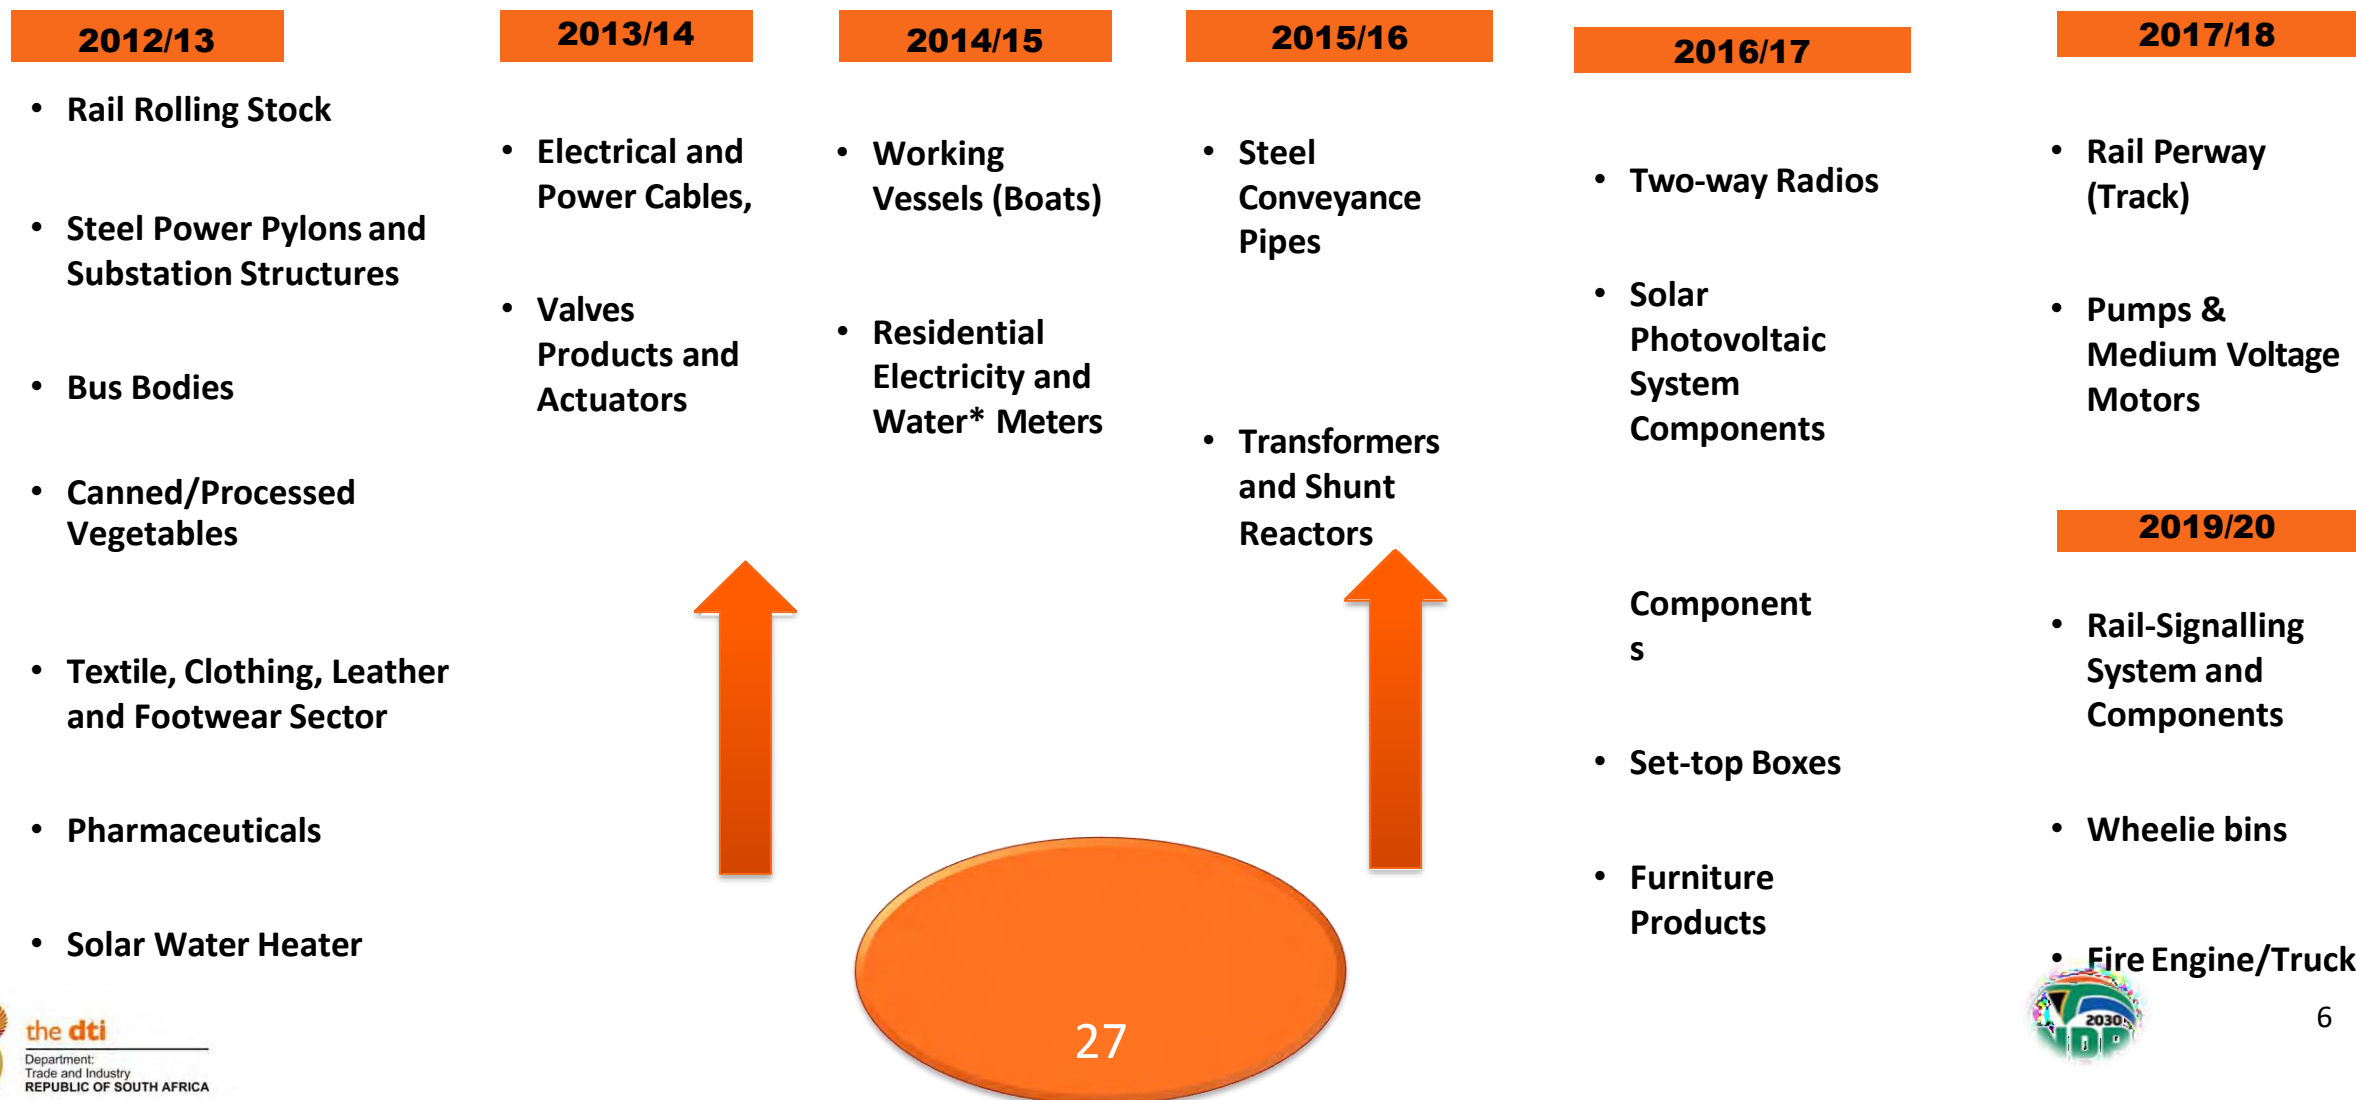 2012/13
• Rail Rolling Stock
• Steel Power Pylons and
Substation Structures
• Bus Bodies
• Canned/Processed
Vegetables
• Textile, Clothing, Leather
and Footwear Sector
• Pharmaceuticals
• Solar Water Heater
2013/14
• Electrical and
Power Cables,
• Valves
Products and
Actuators
2014/15
• Working
Vessels (Boats)
• Residential
Electricity and
Water* Meters
2015/16
• Steel
Conveyance
Pipes
• Transformers
and Shunt
Reactors
2016/17
• Two-way Radios
• Solar
Photovoltaic
System
Components
Component
s
• Set-top Boxes
• Furniture
Products
2017/18
• Rail Perway
(Track)
• Pumps &
Medium Voltage
Motors
2019/20
• Rail-Signalling
System and
Components
• Wheelie bins
• Fire Engine/Truck
27
the dti
Department:
Trade and Industry
REPUBLIC OF SOUTH AFRICA
2030
NDP
6